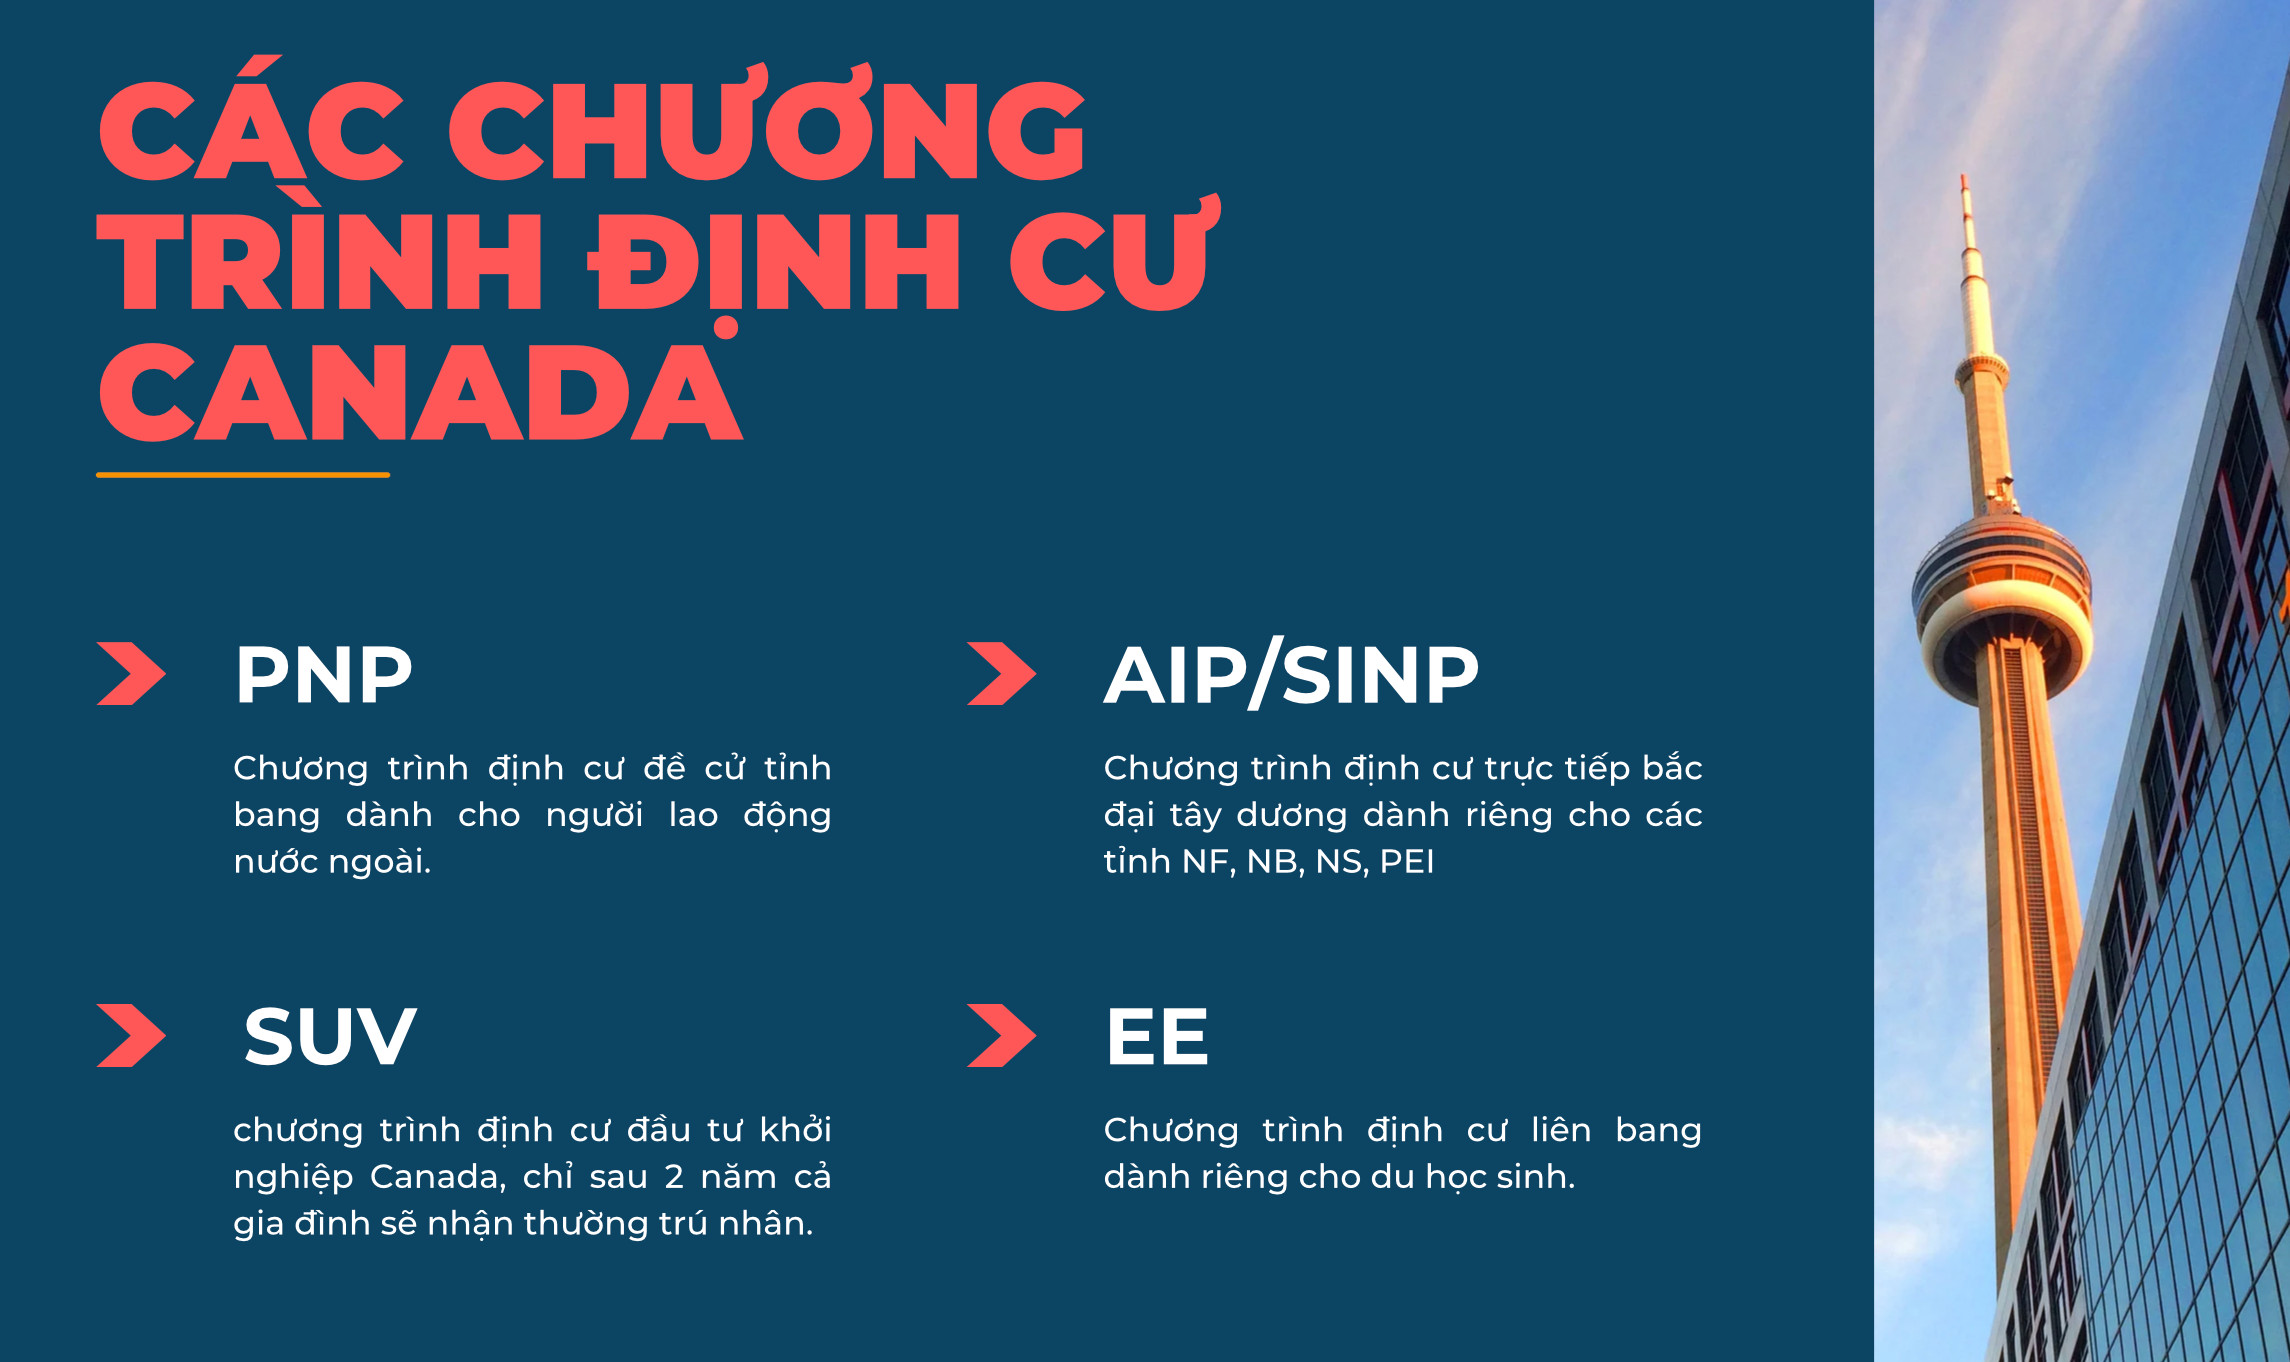 CÁC CHƯƠNG
TRÌNH ĐỊNH CƯ
CANADA
PNP
Chương trình định cư đề cử tỉnh
bang dành cho người lao động
nước ngoài.
AIP/SINP
Chương trình định cư trực tiếp bắc
đại tây dương dành riêng cho các
tỉnh NF, NB, NS, PEI
SUV
chương trình định cư đầu tư khởi
nghiệp Canada, chỉ sau 2 năm cả
gia đình sẽ nhận thường trú nhân.
EE
Chương trình định cư liên bang
dành riêng cho du học sinh.